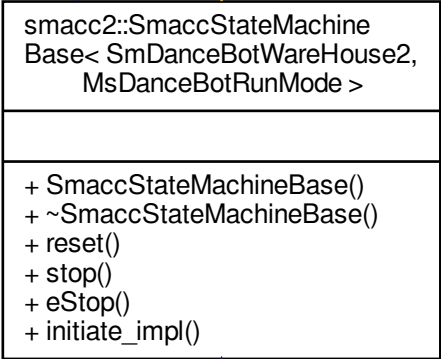 smacc2::SmaccStateMachine
Base< SmDanceBotWareHouse2,
MsDanceBotRunMode >
+ SmaccStateMachineBase()
+ ~SmaccStateMachineBase()
+ reset()
+ stop()
+ eStop()
+ initiate_impl()